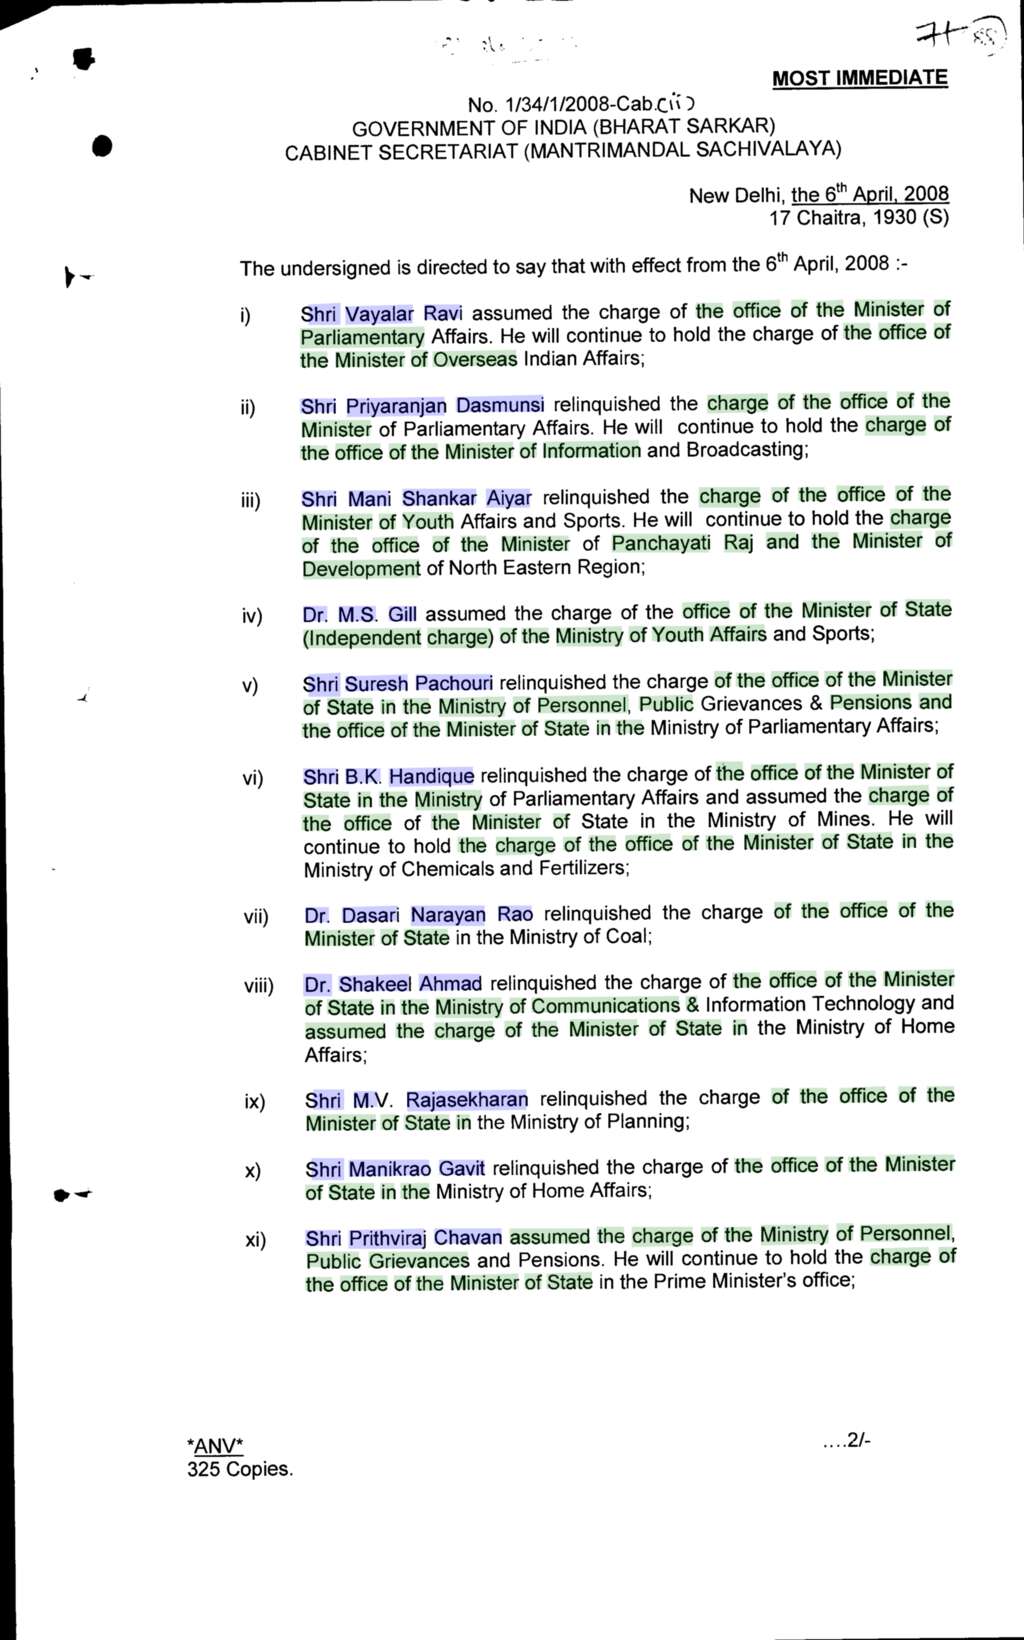 MOST IMMEDIATE
No. 1/34/1/2008-Cab.(ii)
GOVERNMENT OF INDIA (BHARAT SARKAR)
CABINET SECRETARIAT (MANTRIMANDAL SACHIVALAYA)
New Delhi, the 6th April, 2008
17 Chaitra, 1930 (S)
The undersigned is directed to say that with effect from the 6th April, 2008 :-
i) Shri Vayalar Ravi assumed the charge of the office of the Minister of
Parliamentary Affairs. He will continue to hold the charge of the office of
the Minister of Overseas Indian Affairs;
ii) Shri Priyaranjan Dasmunsi relinquished the charge of the office of the
Minister of Parliamentary Affairs. He will continue to hold the charge of
the office of the Minister of Information and Broadcasting;
iii) Shri Mani Shankar Aiyar relinquished the charge of the office of the
Minister of Youth Affairs and Sports. He will continue to hold the charge
of the office of the Minister of Panchayati Raj and the Minister of
Development of North Eastern Region;
iv) Dr. M.S. Gill assumed the charge of the office of the Minister of State
(Independent charge) of the Ministry of Youth Affairs and Sports;
v) Shri Suresh Pachouri relinquished the charge of the office of the Minister
of State in the Ministry of Personnel, Public Grievances & Pensions and
the office of the Minister of State in the Ministry of Parliamentary Affairs;
vi) Shri B.K. Handique relinquished the charge of the office of the Minister of
State in the Ministry of Parliamentary Affairs and assumed the charge of
the office of the Minister of State in the Ministry of Mines. He will
continue to hold the charge of the office of the Minister of State in the
Ministry of Chemicals and Fertilizers;
vii) Dr. Dasari Narayan Rao relinquished the charge of the office of the
Minister of State in the Ministry of Coal;
viii) Dr. Shakeel Ahmad relinquished the charge of the office of the Minister
of State in the Ministry of Communications & Information Technology and
assumed the charge of the Minister of State in the Ministry of Home
Affairs;
ix) Shri M.V. Rajasekharan relinquished the charge of the office of the
Minister of State in the Ministry of Planning;
x) Shri Manikrao Gavit relinquished the charge of the office of the Minister
of State in the Ministry of Home Affairs;
xi) Shri Prithviraj Chavan assumed the charge of the Ministry of Personnel,
Public Grievances and Pensions. He will continue to hold the charge of
the office of the Minister of State in the Prime Minister's office;
*ANV* ....2/-
325 Copies.